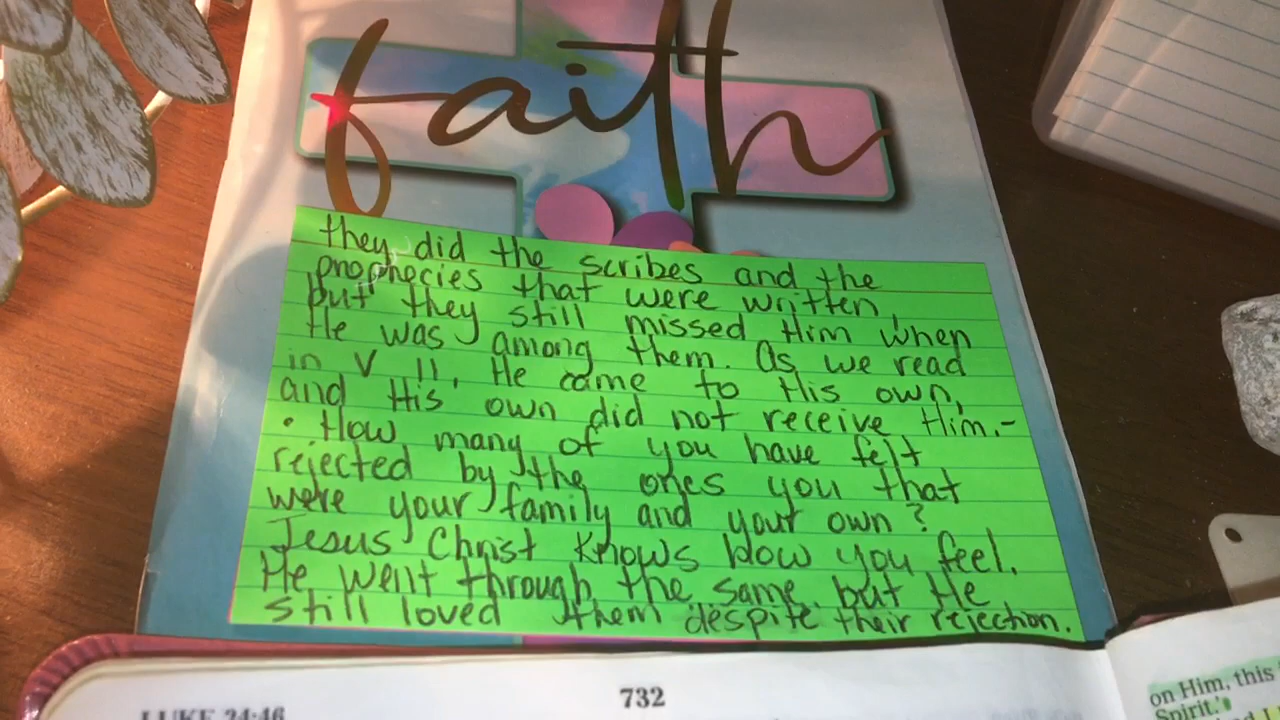 faith
they did the scribes and the
prophecies that were written,
but they still missed Him when
He was among them. As we read
in V 11, He came to His own,
and His own did not receive Him.-
• How many of you have felt
rejected by the ones you that
were your family and your own?
Jesus Christ knows how you feel.
He went through the same, but He
still loved them despite their rejection.
LUKE 24:46
732
on Him, this
Spirit.'